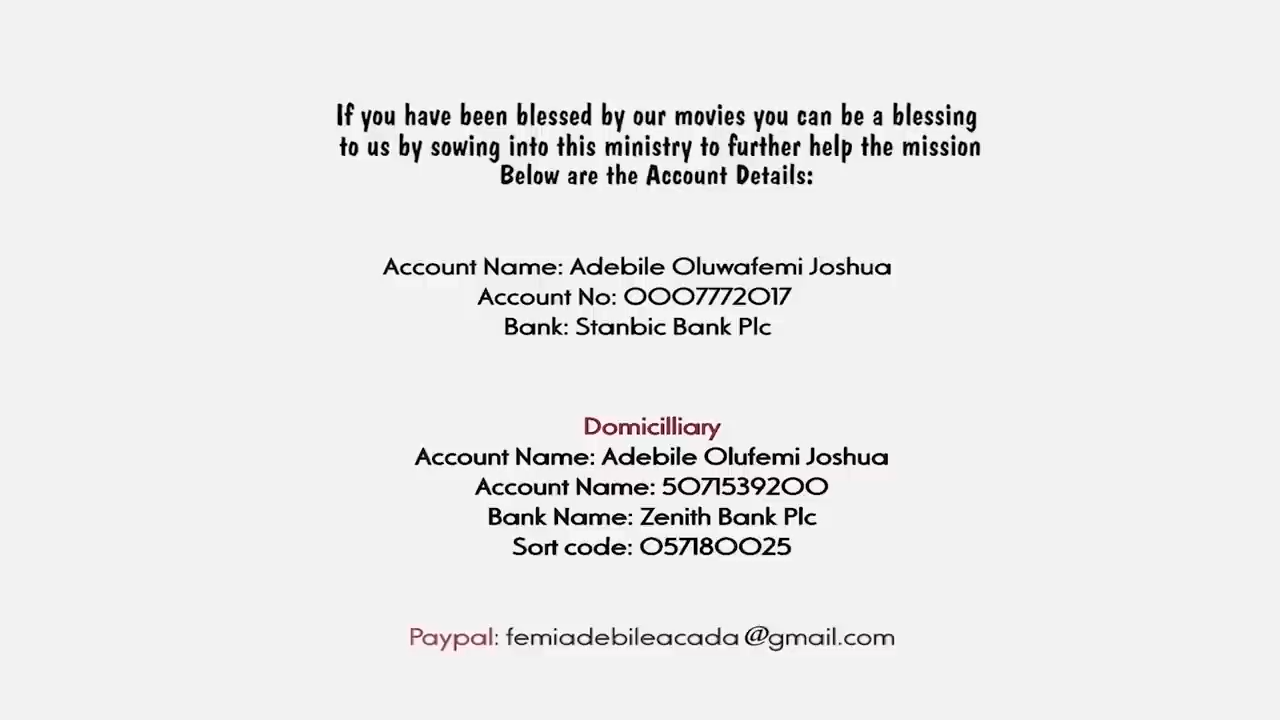 If you have been blessed by our movies you can be a blessing
to us by sowing into this ministry to further help the mission
Below are the Account Details:
Account Name: Adebile Oluwafemi Joshua
Account No: 0007772017
Bank: Stanbic Bank Plc
Domicilliary
Account Name: Adebile Olufemi Joshua
Account Name: 5071539200
Bank Name: Zenith Bank Plc
Sort code: 057180025
Paypal: femiadebileacada@gmail.com